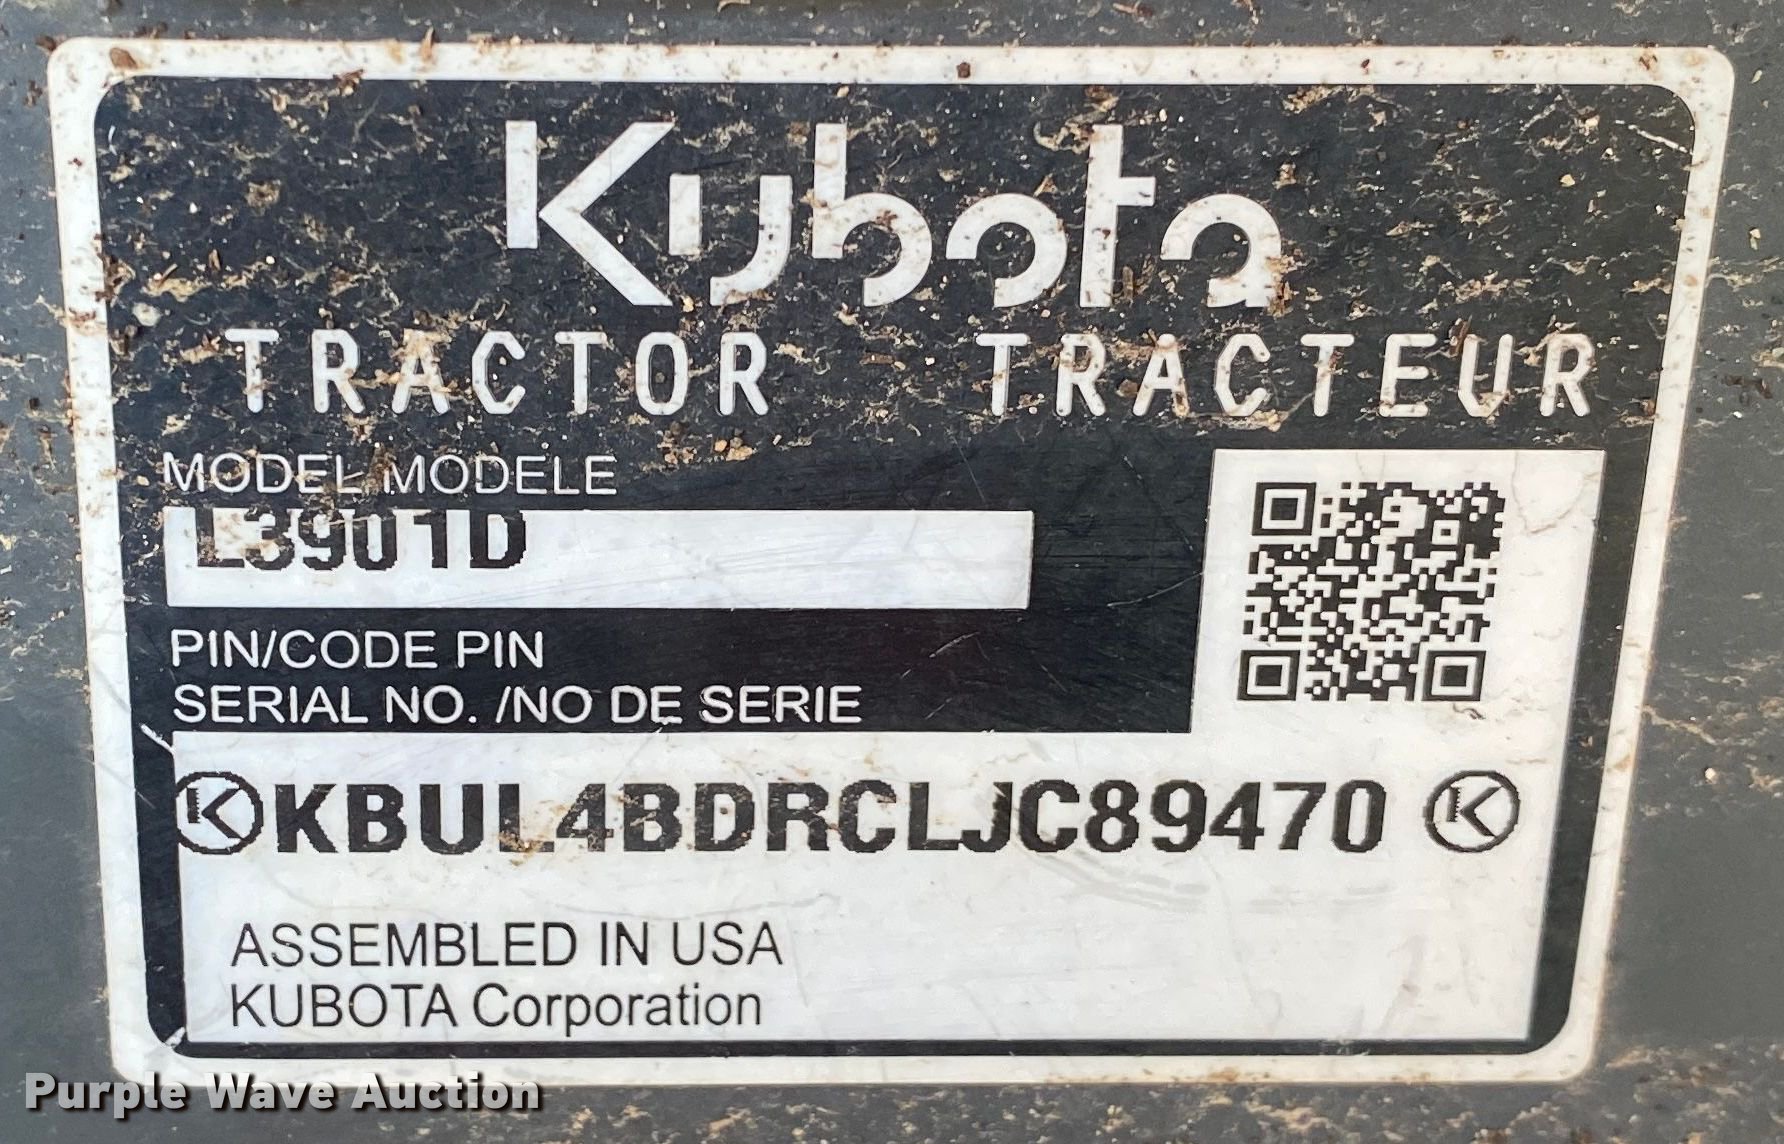 Kubota
TRACTOR TRACTEUR
MODEL MODELE
L3901D
PIN/CODE PIN
SERIAL NO. /NO DE SERIE
K KBUL4BDRCLJC89470 K
ASSEMBLED IN USA
KUBOTA Corporation
Purple Wave Auction